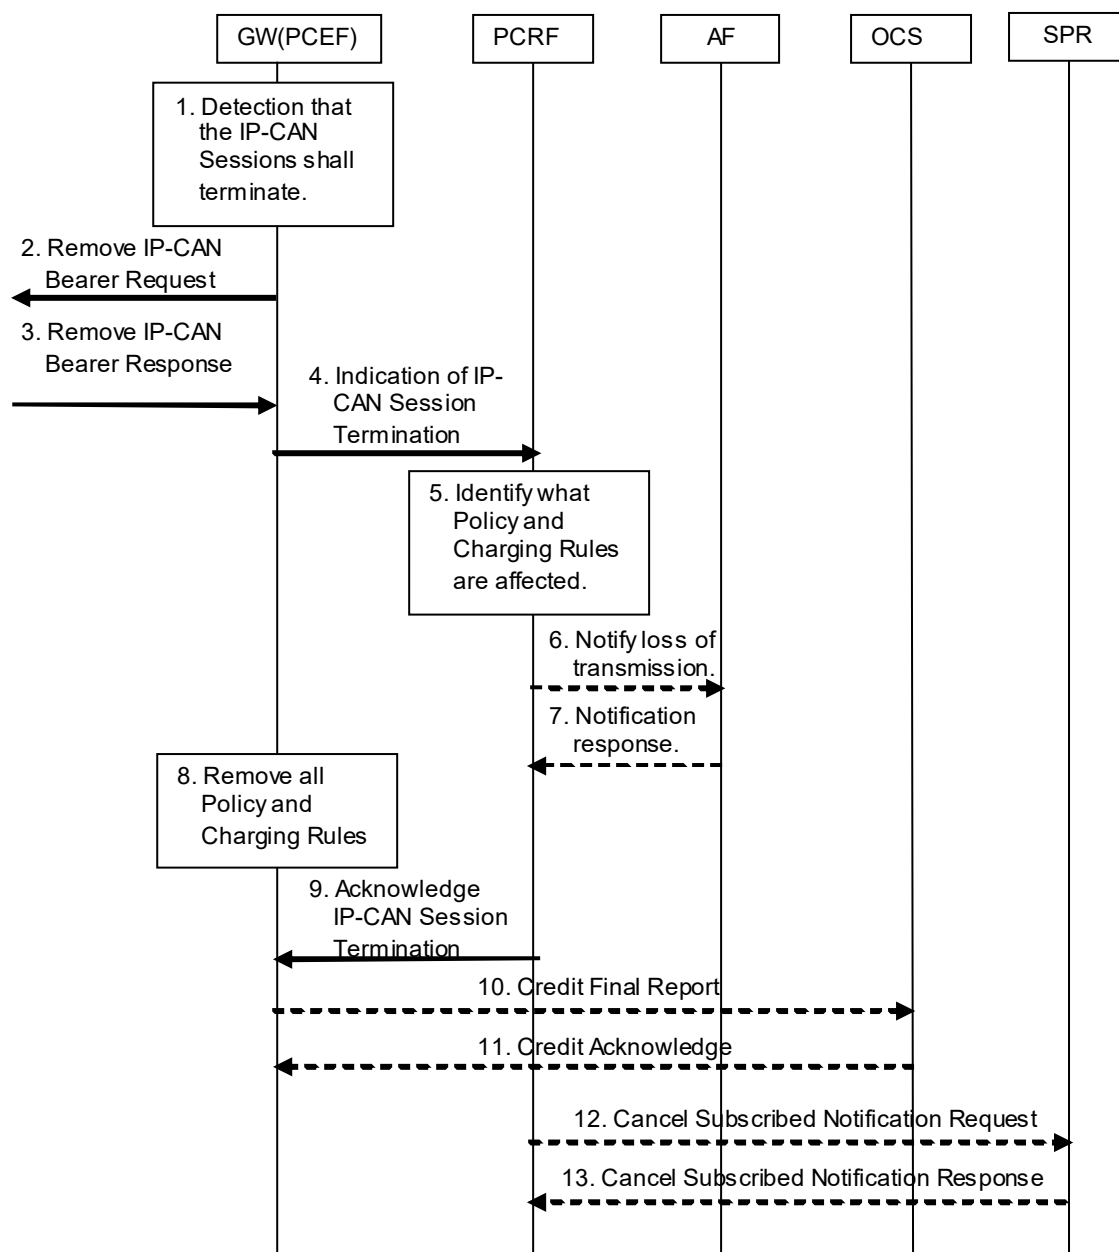 GW(PCEF)
PCRF
AF
OCS
SPR
1. Detection that
the IP-CAN
Sessions shall
terminate.
2. Remove IP-CAN
Bearer Request
3. Remove IP-CAN
Bearer Response
4. Indication of IP-
CAN Session
Termination
5. Identify what
Policy and
Charging Rules
are affected.
6. Notify loss of
transmission.
7. Notification
response.
8. Remove all
Policy and
Charging Rules
9. Acknowledge
IP-CAN Session
Termination
10. Credit Final Report
11. Credit Acknowledge
12. Cancel Subscribed Notification Request
13. Cancel Subscribed Notification Response